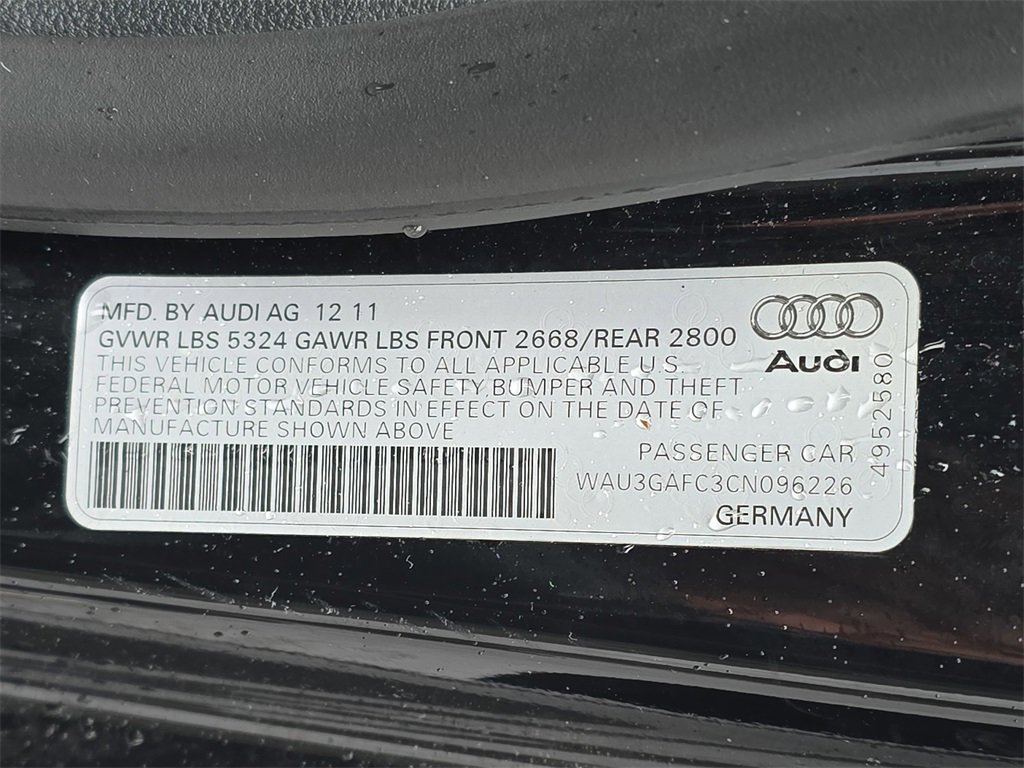 MFD. BY AUDI AG 12 11
GVWR LBS 5324 GAWR LBS FRONT 2668/REAR 2800
THIS VEHICLE CONFORMS TO ALL APPLICABLE U.S.
FEDERAL MOTOR VEHICLE SAFETY, BUMPER AND THEFT
PREVENTION STANDARDS IN EFFECT ON THE DATE OF
MANUFACTURE SHOWN ABOVE
Audi
PASSENGER CAR
WAU3GAFC3CN096226
GERMANY
4952580